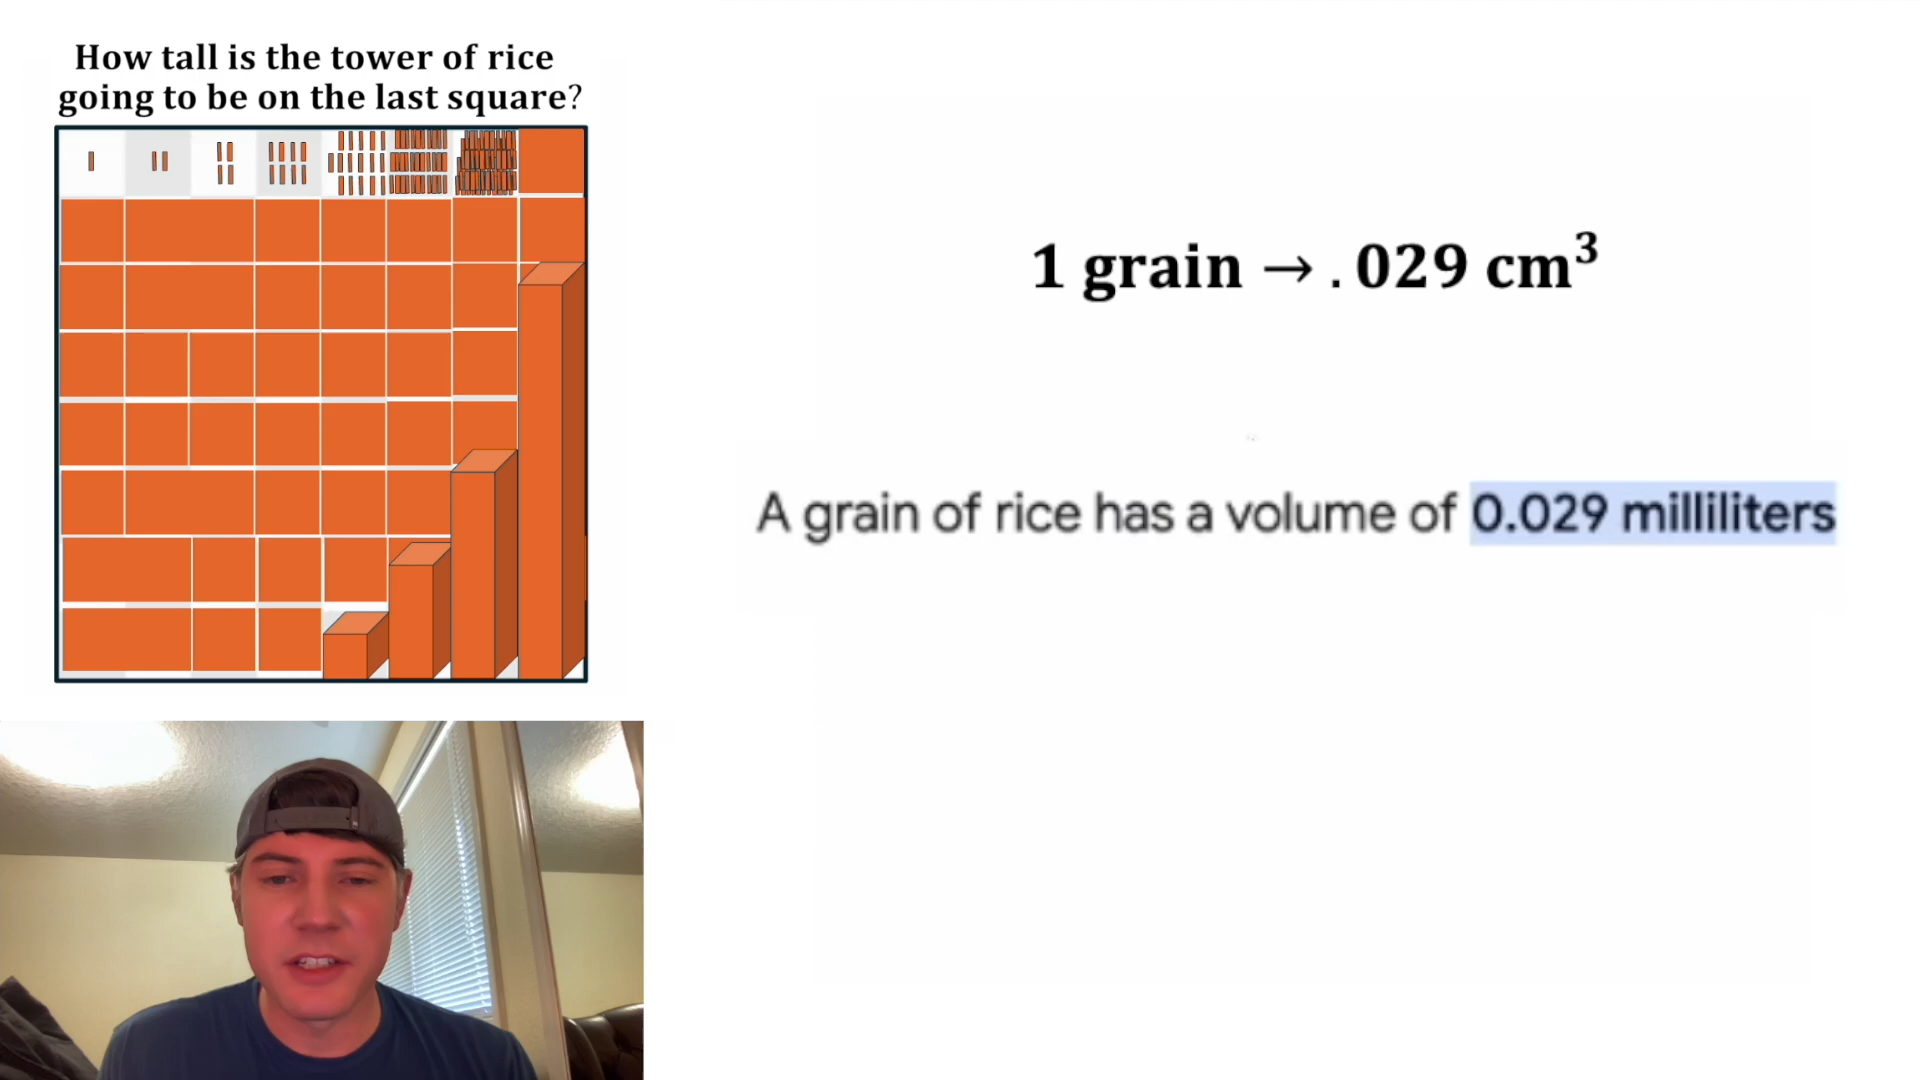 How tall is the tower of rice
going to be on the last square?
1 grain → . 029 cm³
A grain of rice has a volume of 0.029 milliliters